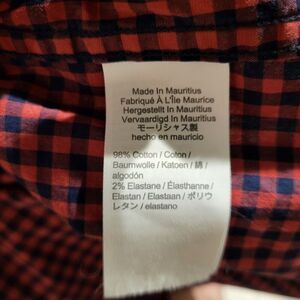 Made In Mauritius
Fabriqué À L'Île Maurice
Hergestellt In Mauritius
Vervaardigd In Mauritius
モーリシャス製
hecho en mauricio
98% Cotton / Coton /
Baumwolle / Katoen / 綿 /
algodón
2% Elastane / Élasthanne /
Elastan / Elastaan / ポリウ
レタン / elastano